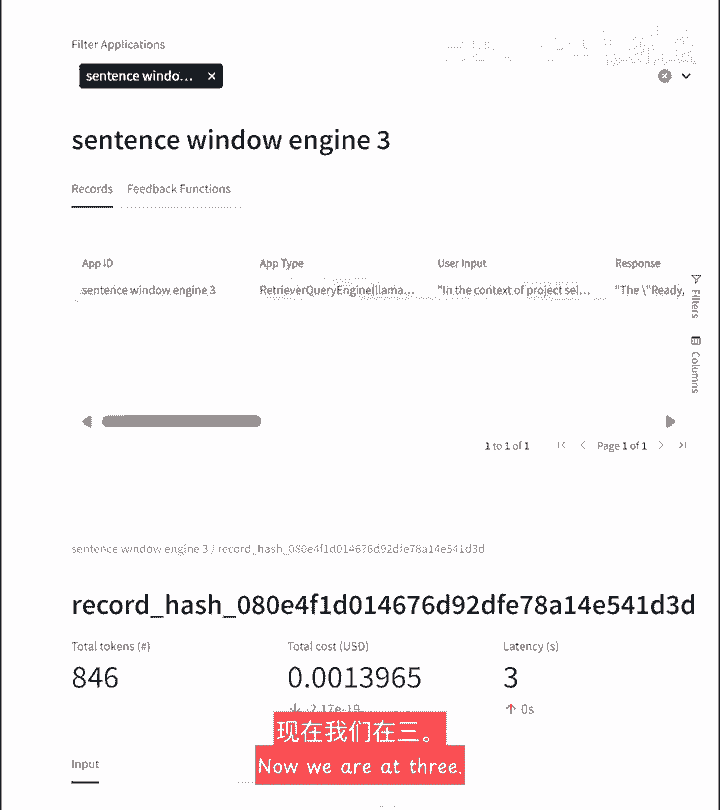 Filter Applications
sentence windo... ×
sentence window engine 3
Records Feedback Functions
App ID App Type User Input Response
sentence window engine 3 RetrieverQueryEngine(llama... "In the context of project sel... "The \"Ready,
Filters
Columns
1 to 1 of 1 Page 1 of 1
sentence window engine 3 / record_hash_080e4f1d014676d92dfe78a14e541d3d
record_hash_080e4f1d014676d92dfe78a14e541d3d
Total tokens (#) Total cost (USD) Latency (s)
846 0.0013965 3
↑ 0s
现在我们在三。
Now we are at three.
Input